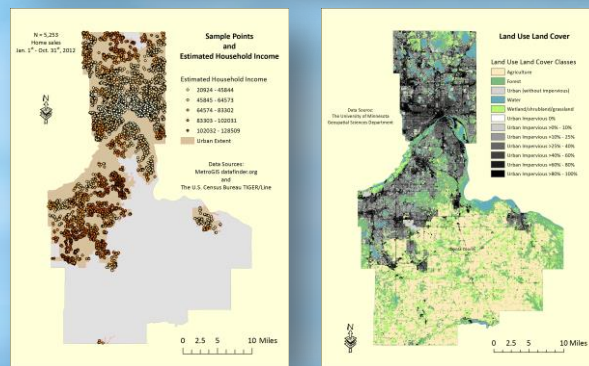 N = 5,253
Home sales
Jan. 1st - Oct. 31st, 2012
Sample Points
and
Estimated Household Income
Estimated Household Income
20924 - 45844
45845 - 64573
64574 - 83302
83303 - 102031
102032 - 128509
Urban Extent
Data Sources:
MetroGIS datafinder.org
and
The U.S. Census Bureau TIGER/Line
N
0 2.5 5 10 Miles
Land Use Land Cover
Data Source:
The University of Minnesota
Geospatial Sciences Department
Land Use Land Cover Classes
Agriculture
Forest
Urban (without Impervious)
Water
Wetland/shrubland/grassland
Urban Impervious 0%
Urban Impervious >0% - 10%
Urban Impervious >10% - 25%
Urban Impervious >25% - 40%
Urban Impervious >40% - 60%
Urban Impervious >60% - 80%
Urban Impervious >80% - 100%
N
0 2.5 5 10 Miles